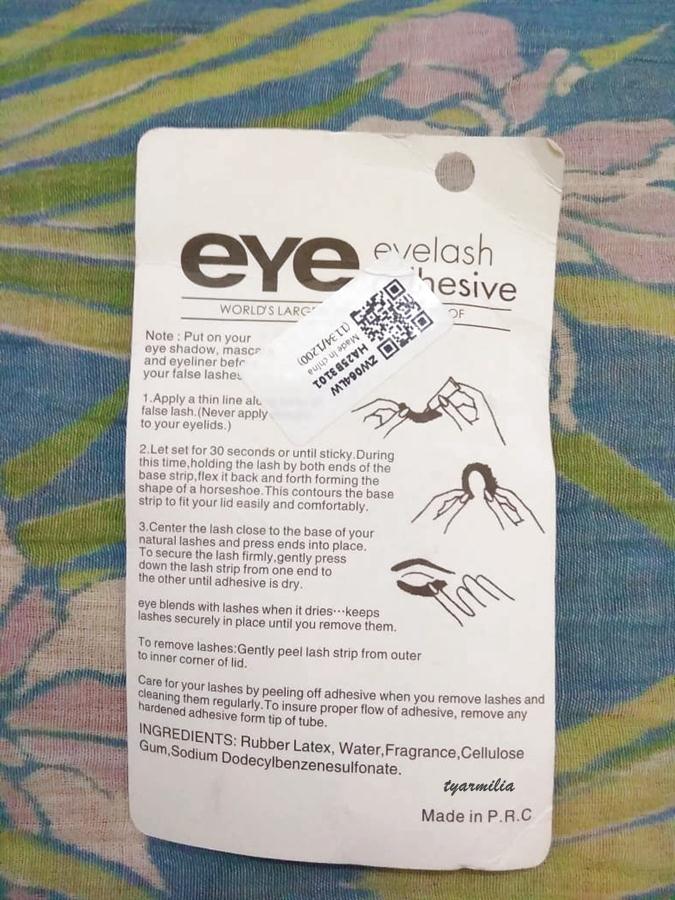 eye eyelash
hesive
WORLD'S LARG OF
Note : Put on your
eye shadow, masc
and eyeliner befo
your false lashes
1.Apply a thin line alo
false lash.(Never apply
to your eyelids.)
2.Let set for 30 seconds or until sticky.During
this time,holding the lash by both ends of the
base strip,flex it back and forth forming the
shape of a horseshoe.This contours the base
strip to fit your lid easily and comfortably.
3.Center the lash close to the base of your
natural lashes and press ends into place.
To secure the lash firmly,gently press
down the lash strip from one end to
the other until adhesive is dry.
eye blends with lashes when it dries···keeps
lashes securely in place until you remove them.
To remove lashes:Gently peel lash strip from outer
to inner corner of lid.
Care for your lashes by peeling off adhesive when you remove lashes and
cleaning them regularly.To insure proper flow of adhesive, remove any
hardened adhesive form tip of tube.
INGREDIENTS: Rubber Latex, Water,Fragrance,Cellulose
Gum,Sodium Dodecylbenzenesulfonate.
tyarmilia
Made in P.R.C
ZW064LW
HA25B3101
Made in china
(1134/1200)